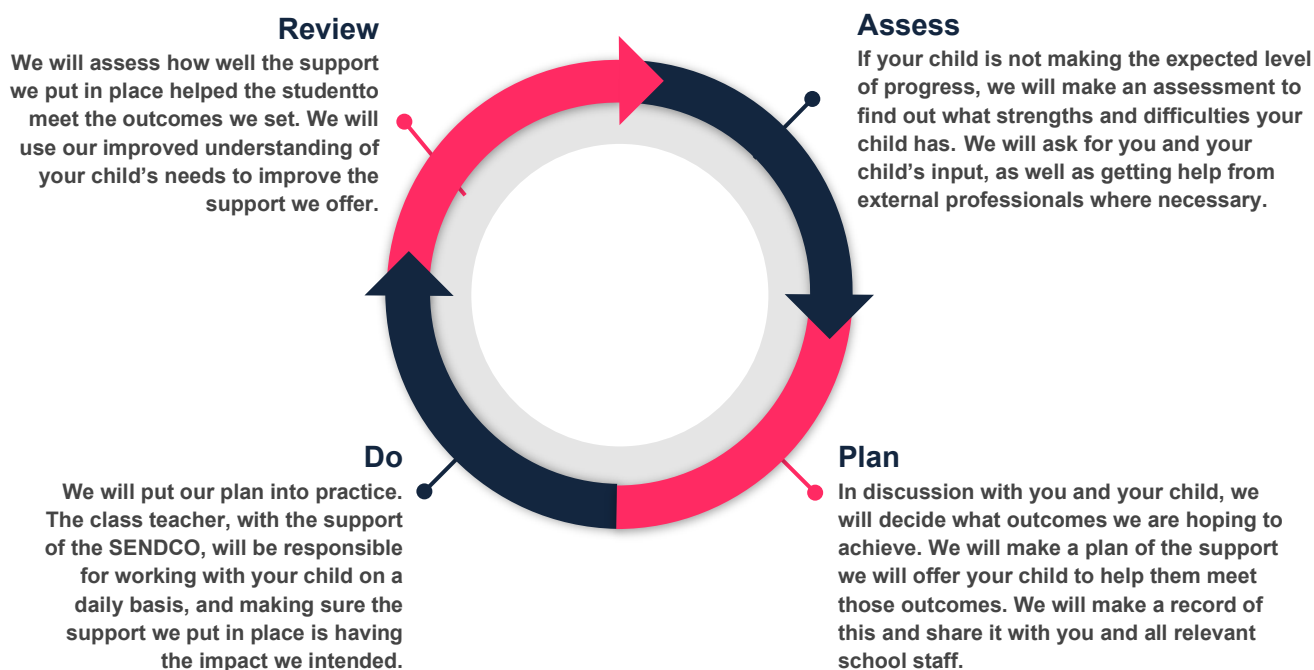 Review
We will assess how well the support
we put in place helped the studentto
meet the outcomes we set. We will
use our improved understanding of
your child’s needs to improve the
support we offer.
Assess
If your child is not making the expected level
of progress, we will make an assessment to
find out what strengths and difficulties your
child has. We will ask for you and your
child’s input, as well as getting help from
external professionals where necessary.
Do
We will put our plan into practice.
The class teacher, with the support
of the SENDCO, will be responsible
for working with your child on a
daily basis, and making sure the
support we put in place is having
the impact we intended.
Plan
In discussion with you and your child, we
will decide what outcomes we are hoping to
achieve. We will make a plan of the support
we will offer your child to help them meet
those outcomes. We will make a record of
this and share it with you and all relevant
school staff.